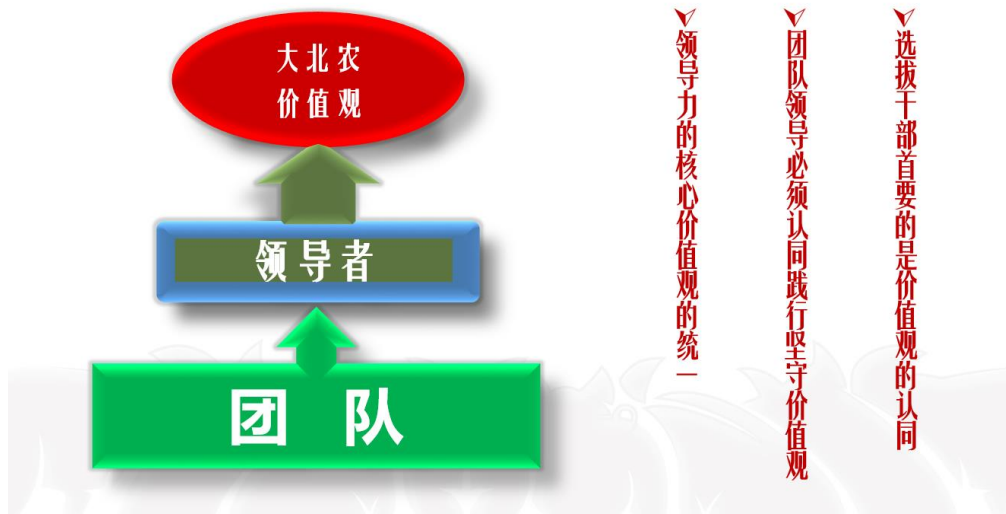 大北农
价值观
领导者
团 队
领导力的核心价值观的统一
团队领导必须认同践行坚守价值观
选拔干部首要的是价值观的认同